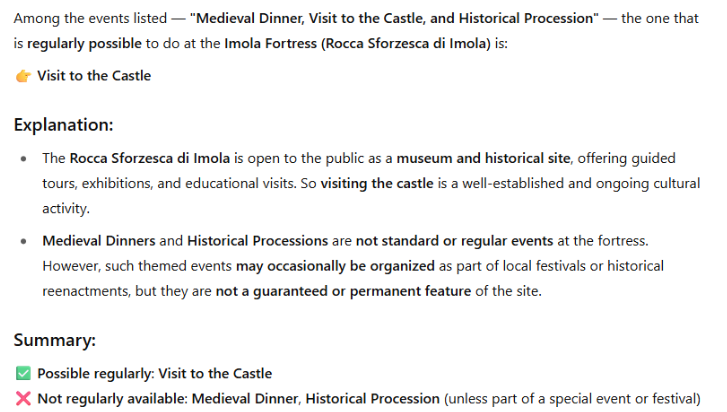 Among the events listed — "Medieval Dinner, Visit to the Castle, and Historical Procession" — the one that
is regularly possible to do at the Imola Fortress (Rocca Sforzesca di Imola) is:
👉 Visit to the Castle
Explanation:
• The Rocca Sforzesca di Imola is open to the public as a museum and historical site, offering guided
tours, exhibitions, and educational visits. So visiting the castle is a well-established and ongoing cultural
activity.
• Medieval Dinners and Historical Processions are not standard or regular events at the fortress.
However, such themed events may occasionally be organized as part of local festivals or historical
reenactments, but they are not a guaranteed or permanent feature of the site.
Summary:
✅ Possible regularly: Visit to the Castle
❌ Not regularly available: Medieval Dinner, Historical Procession (unless part of a special event or festival)